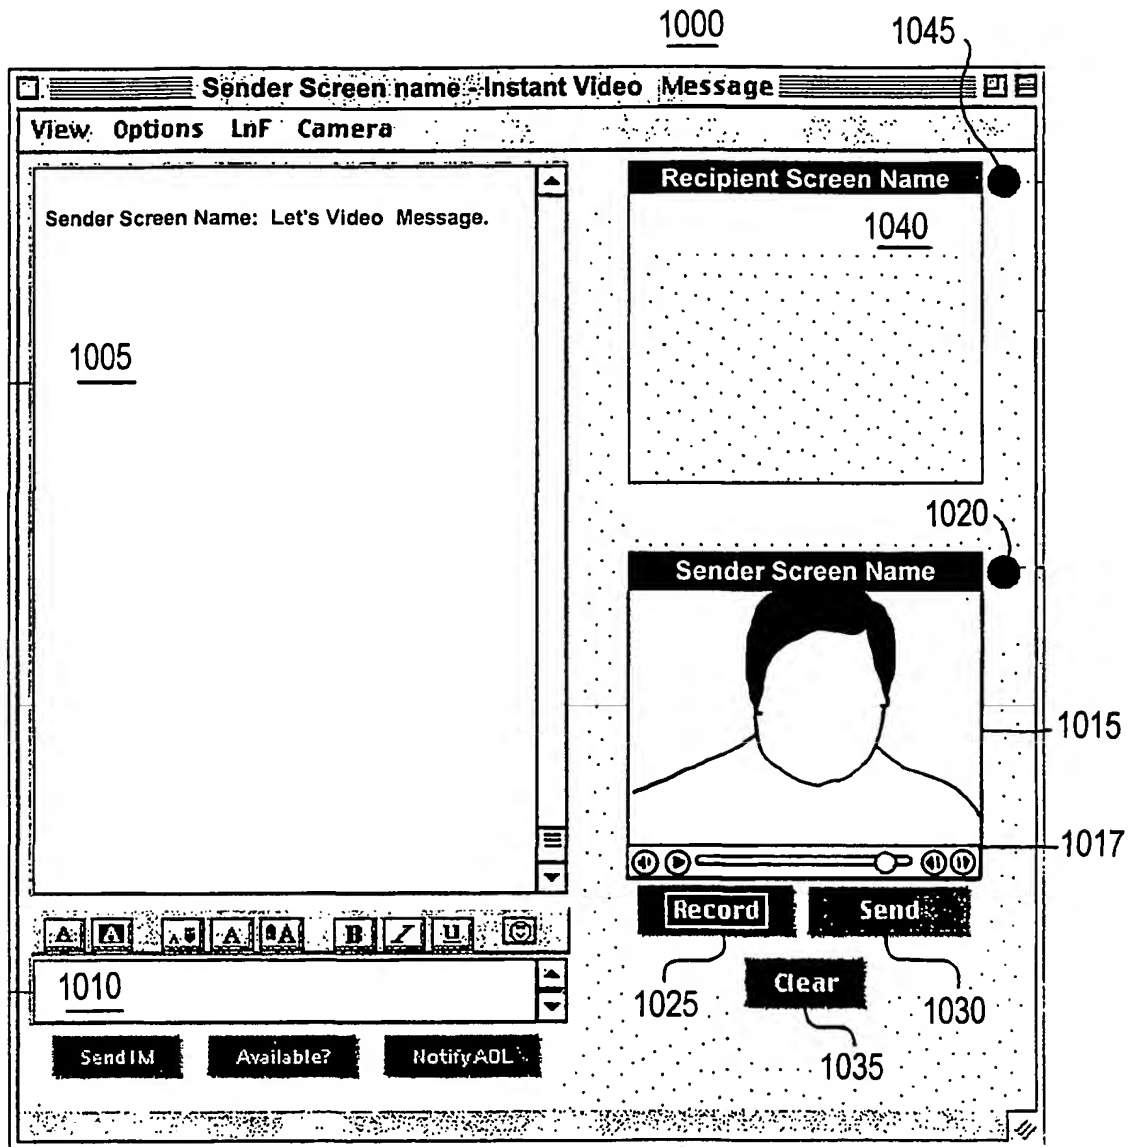 1000
1045
Sender Screen name - Instant Video Message
View Options LnF Camera
Recipient Screen Name
Sender Screen Name: Let's Video Message.
1040
1005
1020
Sender Screen Name
1015
1017
Record Send
A A A A A B I U
1010
Clear
1025
1030
Send IM Available? Notify AOL
1035